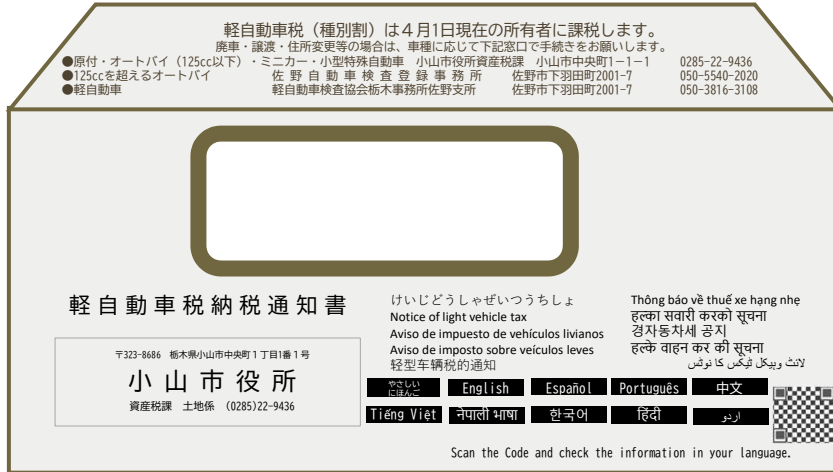 軽自動車税（種別割）は４月1日現在の所有者に課税します。
廃車・譲渡・住所変更等の場合は、車種に応じて下記窓口で手続きをお願いします。
●原付・オートバイ（125cc以下）・ミニカー・小型特殊自動車 小山市役所資産税課 小山市中央町１－１－１ 0285-22-9436
●125ccを超えるオートバイ 佐野自動車検査登録事務所 佐野市下羽田町2001-7 050-5540-2020
●軽自動車 軽自動車検査協会栃木事務所佐野支所 佐野市下羽田町2001-7 050-3816-3108
軽自動車税納税通知書
〒323-8686 栃木県小山市中央町１丁目1番１号
小山市役所
資産税課 土地係 (0285)22-9436
けいじどうしゃぜいつうちしょ
Notice of light vehicle tax
Aviso de impuesto de vehículos livianos
Aviso de imposto sobre veículos leves
轻型车辆税的通知
Thông báo về thuế xe hạng nhẹ
हल्का सवारी करको सूचना
경자동차세 공지
हल्के वाहन कर की सूचना
لائٹ وہیکل ٹیکس کا نوٹس
やさしい
にほんご
English Español Português 中文
Tiếng Việt नेपाली भाषा 한국어 हिंदी اردو
Scan the Code and check the information in your language.